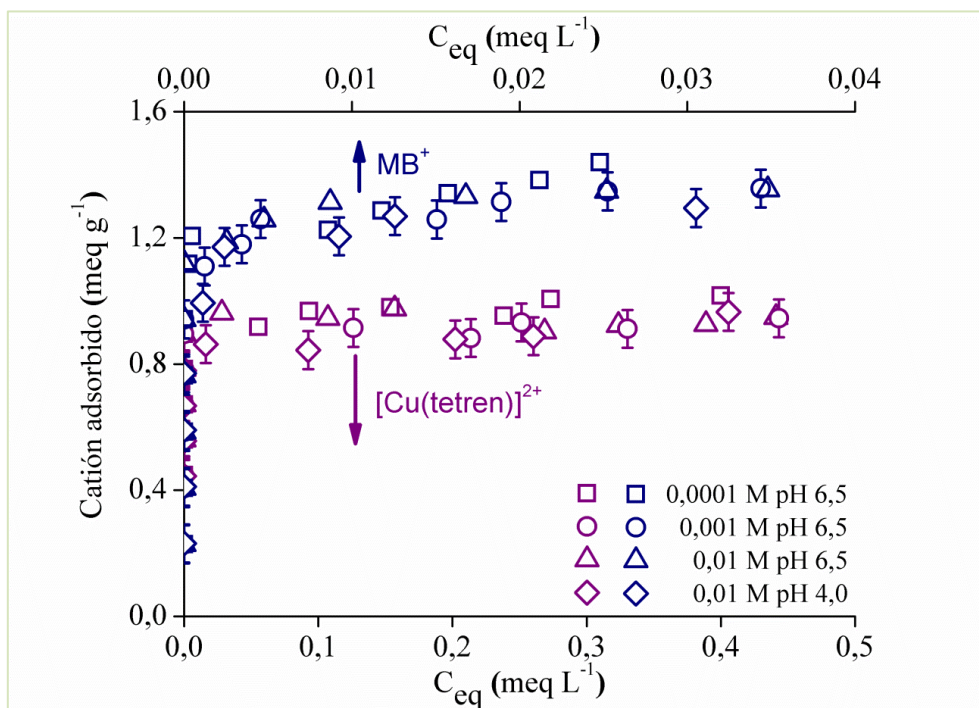 C_eq (meq L⁻¹)
0,00 0,01 0,02 0,03 0,04
1,6
1,2
0,8
0,4
0,0
Catión adsorbido (meq g⁻¹)
MB⁺
[Cu(tetren)]²⁺
0,0001 M pH 6,5
0,001 M pH 6,5
0,01 M pH 6,5
0,01 M pH 4,0
0,0 0,1 0,2 0,3 0,4 0,5
C_eq (meq L⁻¹)